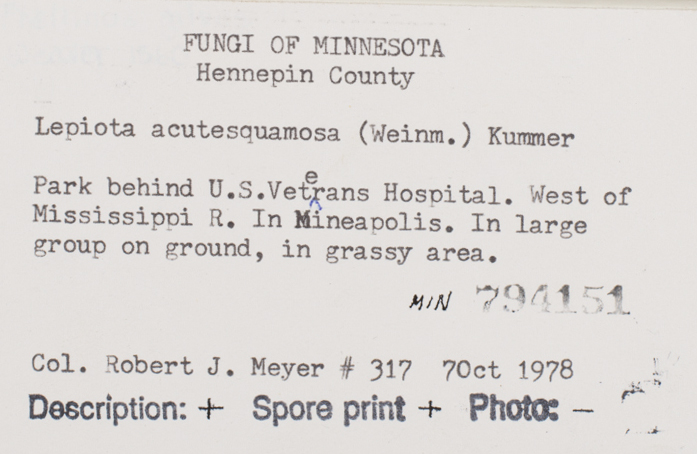 FUNGI OF MINNESOTA
Hennepin County
Lepiota acutesquamosa (Weinm.) Kummer
Park behind U.S.Veterans Hospital. West of
Mississippi R. In Mineapolis. In large
group on ground, in grassy area.
MIN 794151
Col. Robert J. Meyer # 317 7Oct 1978
Description: + Spore print + Photo: -